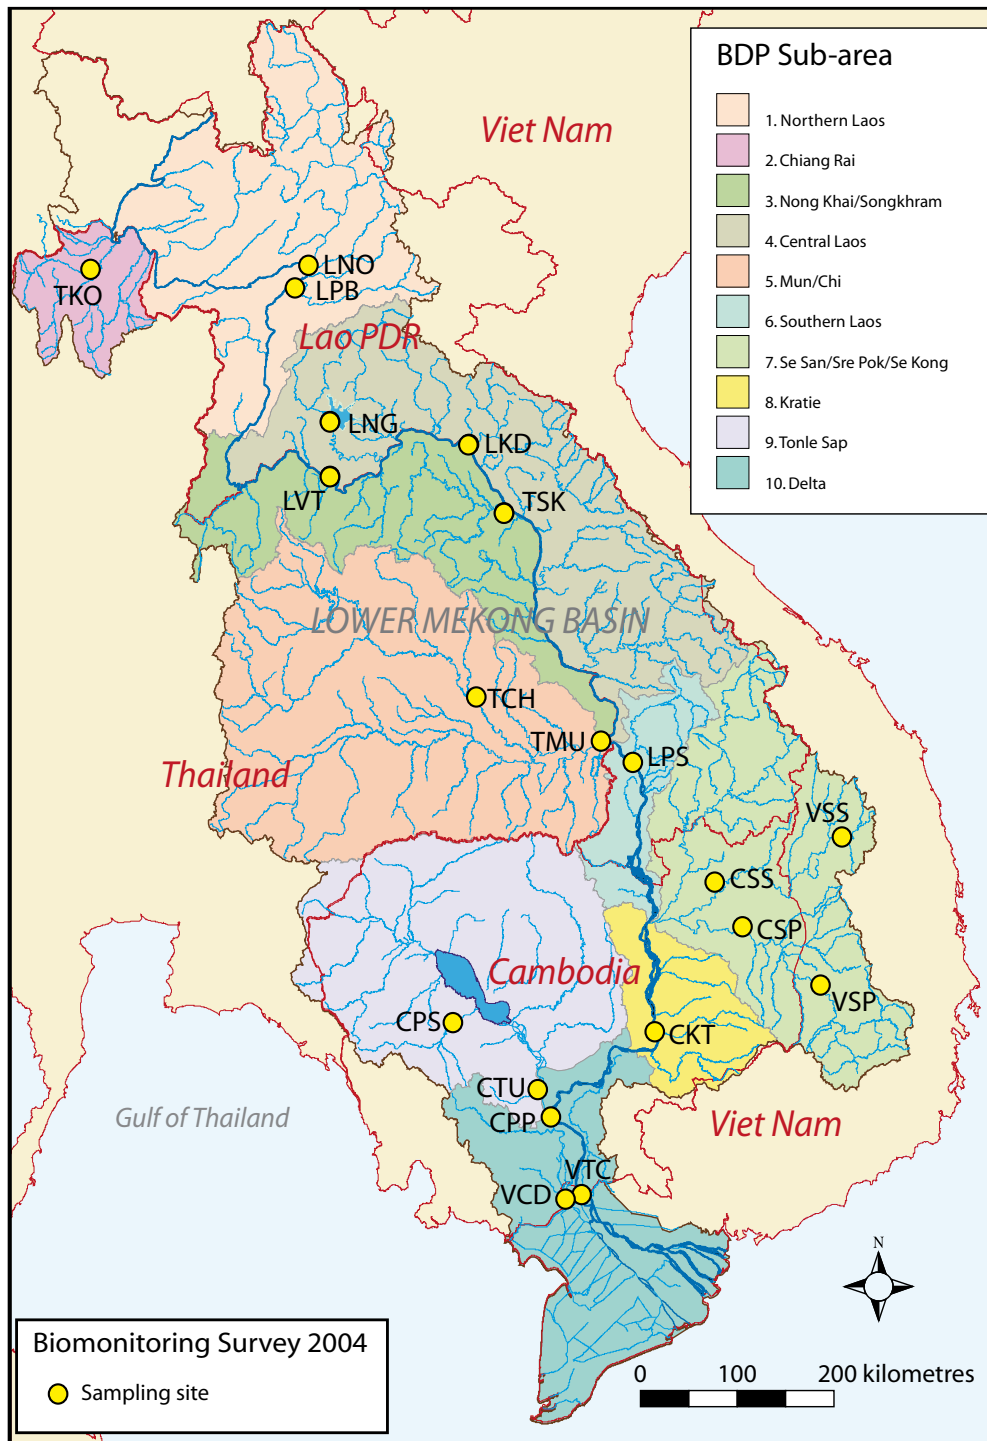 BDP Sub-area
1. Northern Laos
2. Chiang Rai
3. Nong Khai/Songkhram
4. Central Laos
5. Mun/Chi
6. Southern Laos
7. Se San/Sre Pok/Se Kong
8. Kratie
9. Tonle Sap
10. Delta
Viet Nam
LNO
TKO
LPB
Lao PDR
LNG
LKD
LVT
TSK
LOWER MEKONG BASIN
TCH
TMU
LPS
Thailand
VSS
CSS
CSP
Cambodia
VSP
CPS
CKT
CTU
Gulf of Thailand
CPP
Viet Nam
VTC
VCD
N
Biomonitoring Survey 2004
Sampling site
0 100 200 kilometres